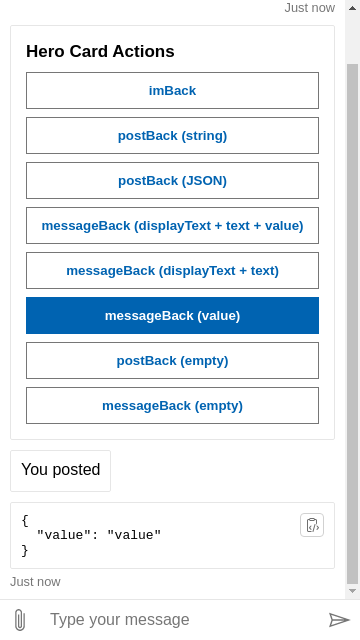 Just now
Hero Card Actions
imBack
postBack (string)
postBack (JSON)
messageBack (displayText + text + value)
messageBack (displayText + text)
messageBack (value)
postBack (empty)
messageBack (empty)
You posted
{
  "value": "value"
}
Just now
Type your message